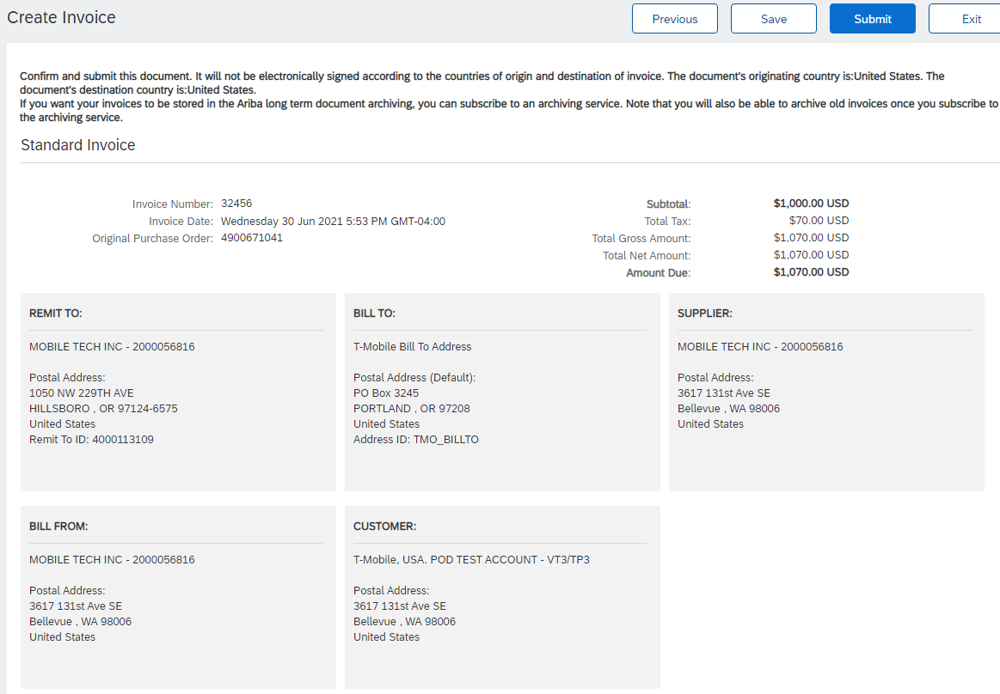 Create Invoice
Previous
Save
Submit
Exit
Confirm and submit this document. It will not be electronically signed according to the countries of origin and destination of invoice. The document's originating country is:United States. The
document's destination country is:United States.
If you want your invoices to be stored in the Ariba long term document archiving, you can subscribe to an archiving service. Note that you will also be able to archive old invoices once you subscribe to
the archiving service.
Standard Invoice
Invoice Number: 32456
Invoice Date: Wednesday 30 Jun 2021 5:53 PM GMT-04:00
Original Purchase Order: 4900671041
Subtotal: $1,000.00 USD
Total Tax: $70.00 USD
Total Gross Amount: $1,070.00 USD
Total Net Amount: $1,070.00 USD
Amount Due: $1,070.00 USD
REMIT TO:
MOBILE TECH INC - 2000056816
Postal Address:
1050 NW 229TH AVE
HILLSBORO , OR 97124-6575
United States
Remit To ID: 4000113109
BILL TO:
T-Mobile Bill To Address
Postal Address (Default):
PO Box 3245
PORTLAND , OR 97208
United States
Address ID: TMO_BILLTO
SUPPLIER:
MOBILE TECH INC - 2000056816
Postal Address:
3617 131st Ave SE
Bellevue , WA 98006
United States
BILL FROM:
MOBILE TECH INC - 2000056816
Postal Address:
3617 131st Ave SE
Bellevue , WA 98006
United States
CUSTOMER:
T-Mobile, USA. POD TEST ACCOUNT - VT3/TP3
Postal Address:
3617 131st Ave SE
Bellevue , WA 98006
United States